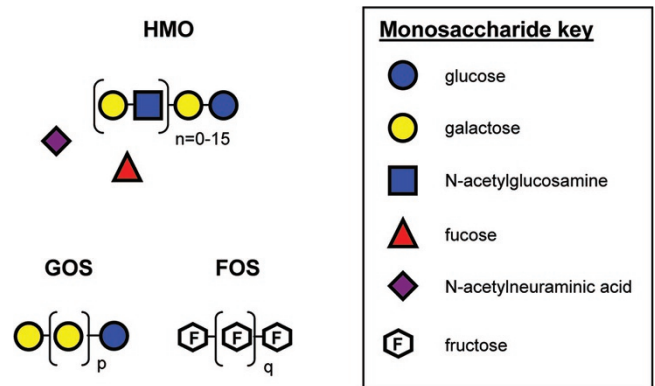 HMO
n=0-15
GOS
FOS
p
F
F
F
q
Monosaccharide key
glucose
galactose
N-acetylglucosamine
fucose
N-acetylneuraminic acid
F
fructose